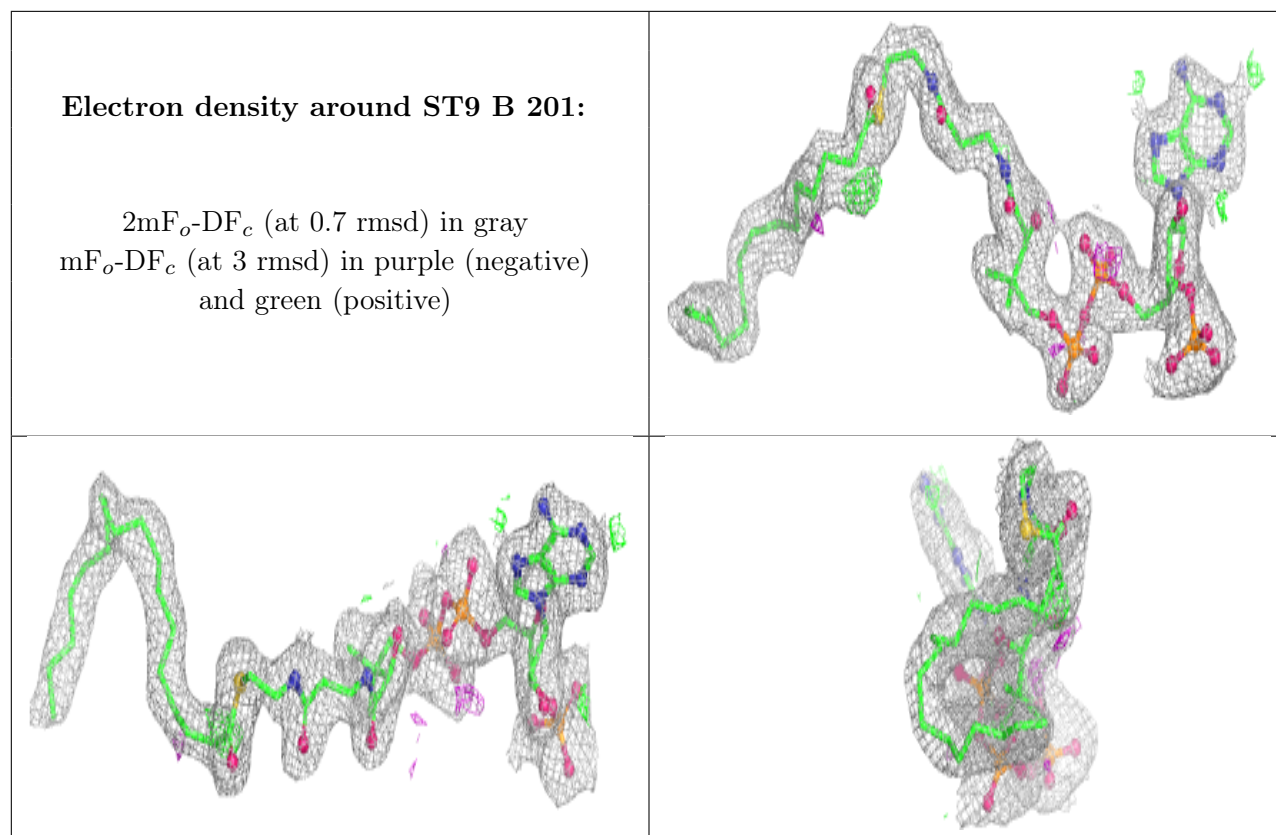 Electron density around ST9 B 201:
2mFo-DFc (at 0.7 rmsd) in gray
mFo-DFc (at 3 rmsd) in purple (negative)
and green (positive)